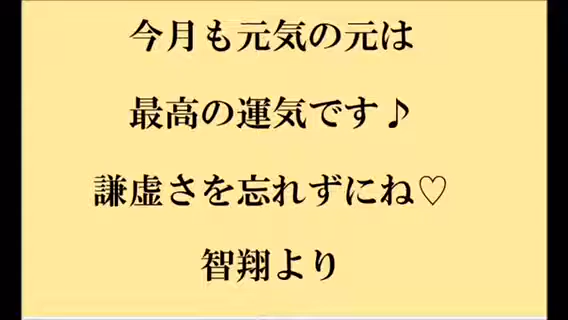 今月も元気の元は
最高の運気です♪
謙虚さを忘れずにね♡
智翔より